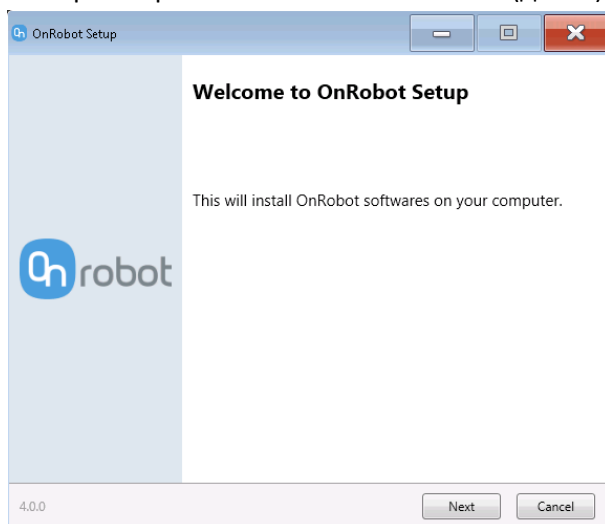 OnRobot Setup
Welcome to OnRobot Setup
This will install OnRobot softwares on your computer.
On robot
4.0.0
Next
Cancel